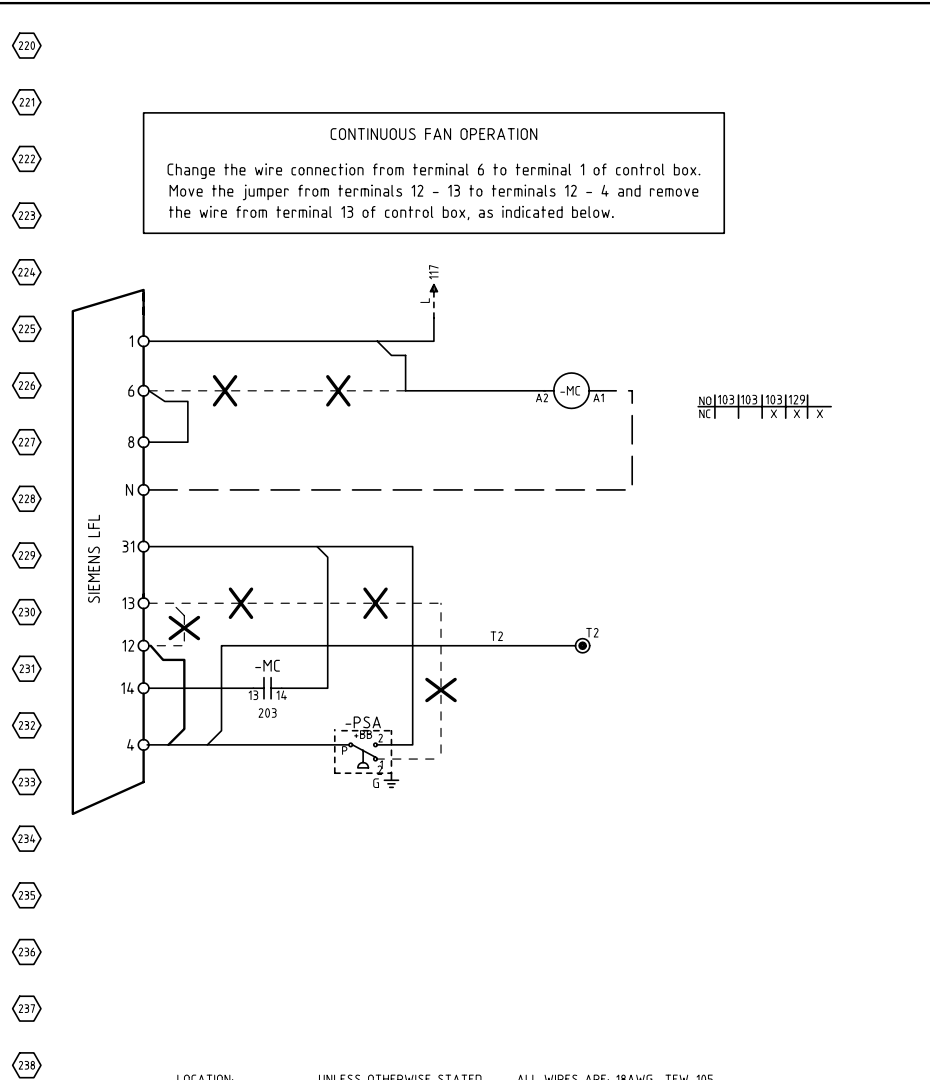 220
221
222
223
224
225
226
227
228
229
230
231
232
233
234
235
236
237
238
CONTINUOUS FAN OPERATION
Change the wire connection from terminal 6 to terminal 1 of control box.
Move the jumper from terminals 12 - 13 to terminals 12 - 4 and remove
the wire from terminal 13 of control box, as indicated below.
L 117
1
6
A2 -MC A1
NO 103 103 103 129
NC X X X
8
N
SIEMENS LFL
31
13
12
T2 T2
-MC
14
13 14
203
-PSA
+BB 2
4
P
2
G
LOCATION: UNLESS OTHERWISE STATED ALL WIRES ARE: 18AWG TEW 105